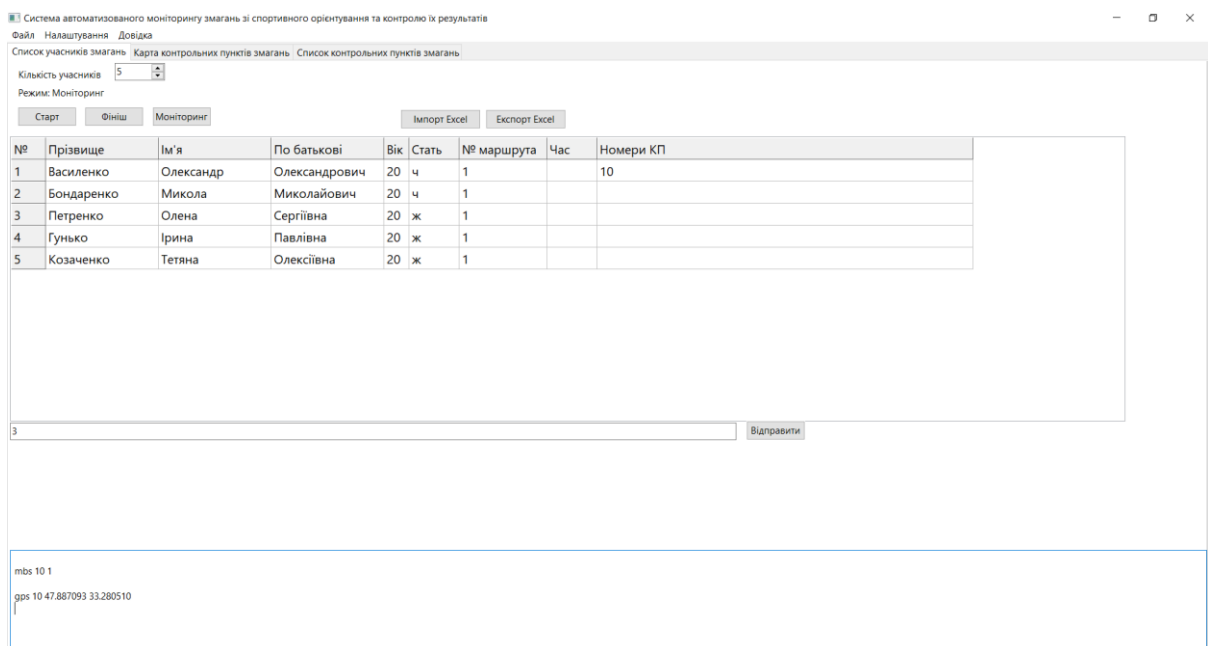 Система автоматизованого моніторингу змагань зі спортивного орієнтування та контролю їх результатів
Файл Налаштування Довідка
Список учасників змагань Карта контрольних пунктів змагань Список контрольних пунктів змагань
Кількість учасників 5
Режим: Моніторинг
Старт Фініш Моніторинг Імпорт Excel Експорт Excel
№ Прізвище Ім'я По батькові Вік Стать № маршрута Час Номери КП
1 Василенко Олександр Олександрович 20 ч 1 10
2 Бондаренко Микола Миколайович 20 ч 1
3 Петренко Олена Сергіївна 20 ж 1
4 Гунько Ірина Павлівна 20 ж 1
5 Козаченко Тетяна Олексіївна 20 ж 1
3 Відправити
mbs 10 1
gps 10 47.887093 33.280510